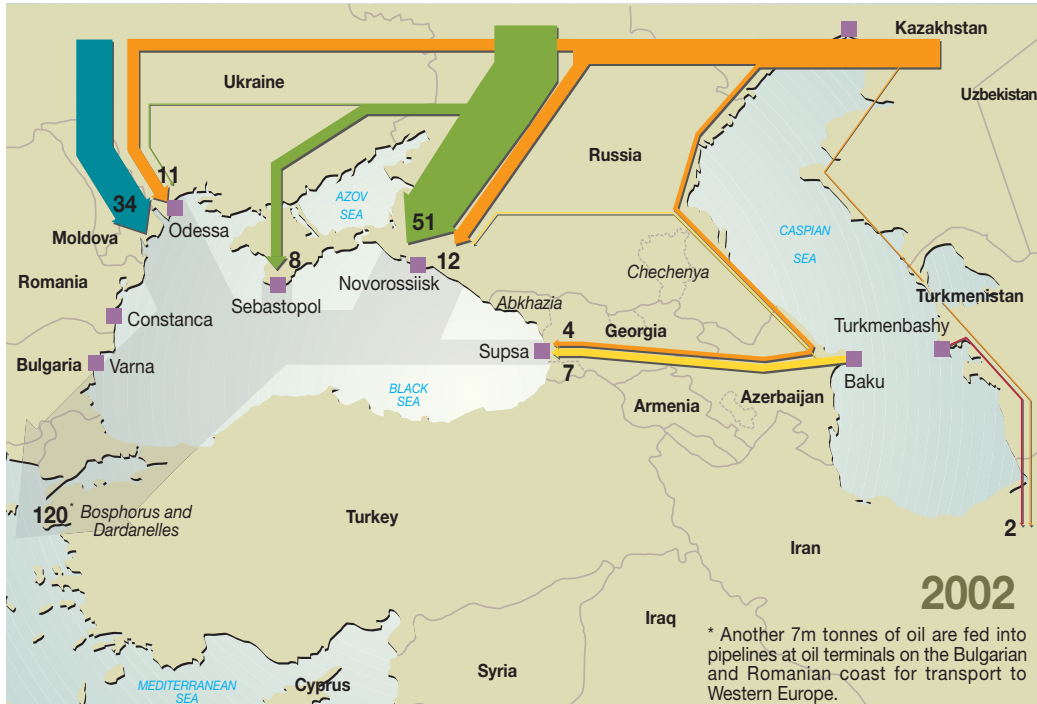 Kazakhstan
Ukraine
Uzbekistan
Russia
11
34
AZOV
SEA
51
Odessa
Moldova
CASPIAN
SEA
8
12
Chechenya
Romania
Novorossiisk
Sebastopol
Abkhazia
Turkmenistan
Constanca
4
Georgia
Turkmenbashy
Supsa
Bulgaria
Varna
7
Baku
BLACK
SEA
Armenia
Azerbaijan
120* Bosphorus and
Dardanelles
Turkey
2
Iran
2002
Iraq
* Another 7m tonnes of oil are fed into
pipelines at oil terminals on the Bulgarian
and Romanian coast for transport to
Western Europe.
Syria
MEDITERRANEAN
SEA
Cyprus